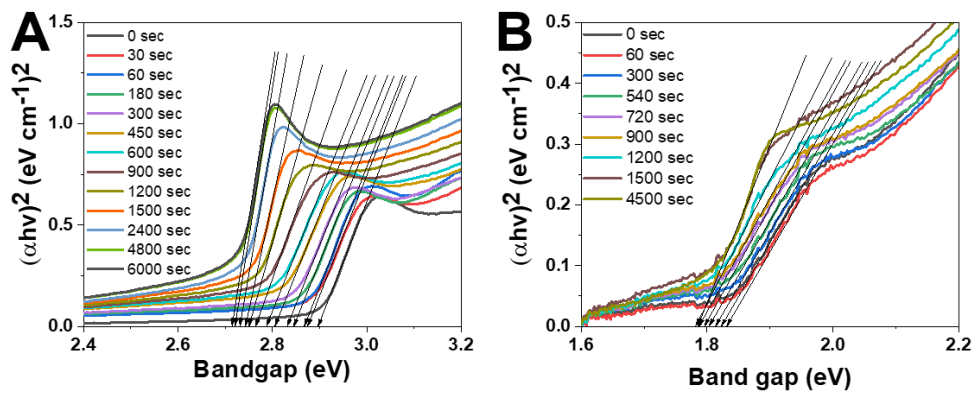 A
(αhν)² (eV cm⁻¹)²
1.5
1.0
0.5
0.0
0 sec
30 sec
60 sec
180 sec
300 sec
450 sec
600 sec
900 sec
1200 sec
1500 sec
2400 sec
4800 sec
6000 sec
2.4 2.6 2.8 3.0 3.2
Bandgap (eV)
B
(αhν)² (eV cm⁻¹)²
0.5
0.4
0.3
0.2
0.1
0.0
0 sec
60 sec
300 sec
540 sec
720 sec
900 sec
1200 sec
1500 sec
4500 sec
1.6 1.8 2.0 2.2
Band gap (eV)